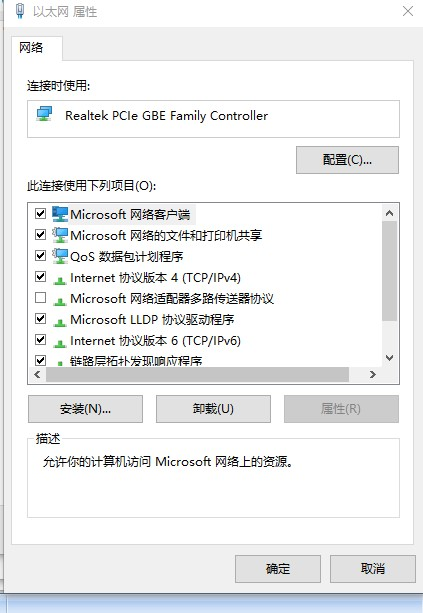 以太网 属性
网络
连接时使用:
Realtek PCIe GBE Family Controller
配置(C)...
此连接使用下列项目(O):
Microsoft 网络客户端
Microsoft 网络的文件和打印机共享
QoS 数据包计划程序
Internet 协议版本 4 (TCP/IPv4)
Microsoft 网络适配器多路传送器协议
Microsoft LLDP 协议驱动程序
Internet 协议版本 6 (TCP/IPv6)
链路层拓扑发现响应程序
安装(N)...
卸载(U)
属性(R)
描述
允许你的计算机访问 Microsoft 网络上的资源。
确定
取消